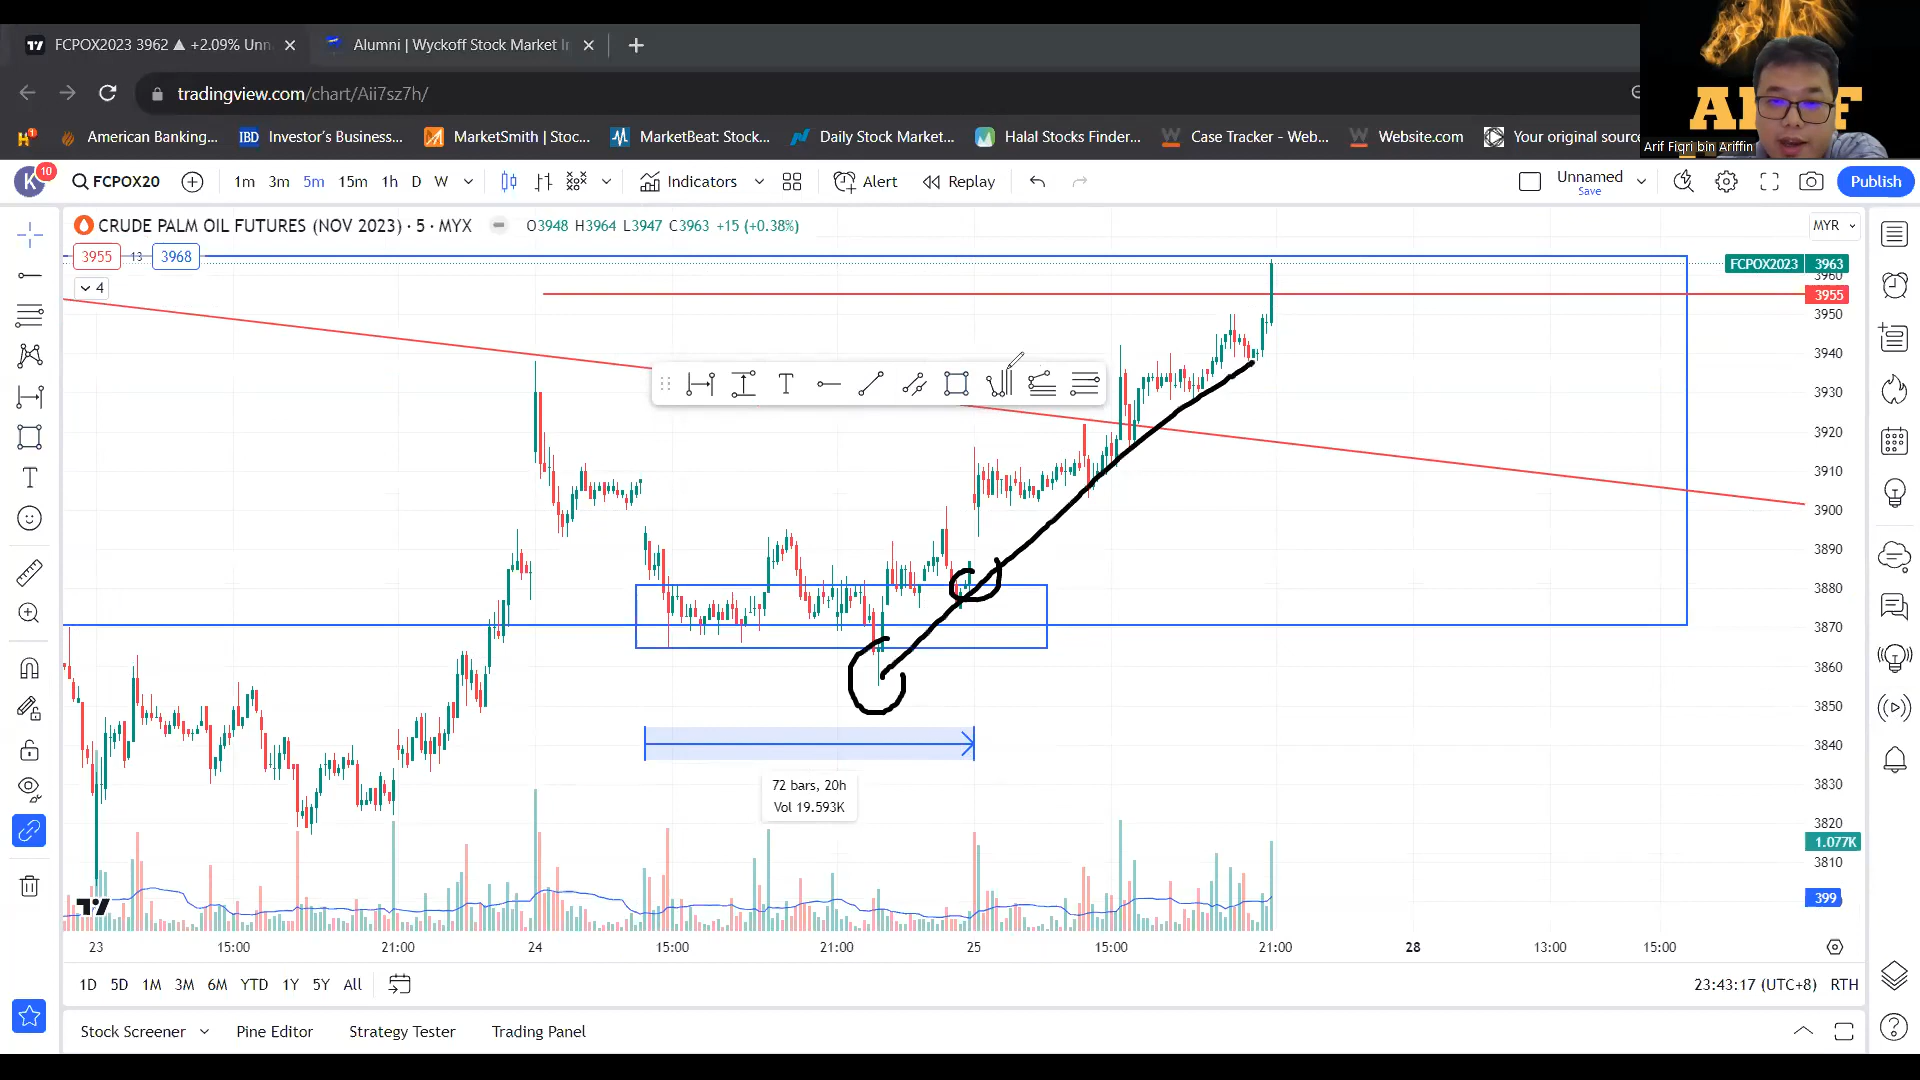 FCPOX2023 3962 ▲ +2.09% Unn
Alumni | Wyckoff Stock Market In
tradingview.com/chart/Aii7sz7h/
American Banking...
IBD Investor's Business...
MarketSmith | Stoc...
MarketBeat: Stock...
Daily Stock Market...
Halal Stocks Finder...
Case Tracker - Web...
Website.com
Your original source
Arif Fiqri bin Ariffin
K 10
FCPOX20
1m 3m 5m 15m 1h D W
Indicators
Alert
Replay
Unnamed
Save
Publish
CRUDE PALM OIL FUTURES (NOV 2023) · 5 · MYX
O3948 H3964 L3947 C3963 +15 (+0.38%)
MYR
3955 13 3968
4
FCPOX2023 3963
3960
3955
3950
3940
3930
3920
3910
3900
3890
3880
3870
3860
3850
3840
3830
3820
1.077K
3810
399
72 bars, 20h
Vol 19.593K
23 15:00 21:00 24 15:00 21:00 25 15:00 21:00 28 13:00 15:00
1D 5D 1M 3M 6M YTD 1Y 5Y All
23:43:17 (UTC+8) RTH
Stock Screener
Pine Editor
Strategy Tester
Trading Panel